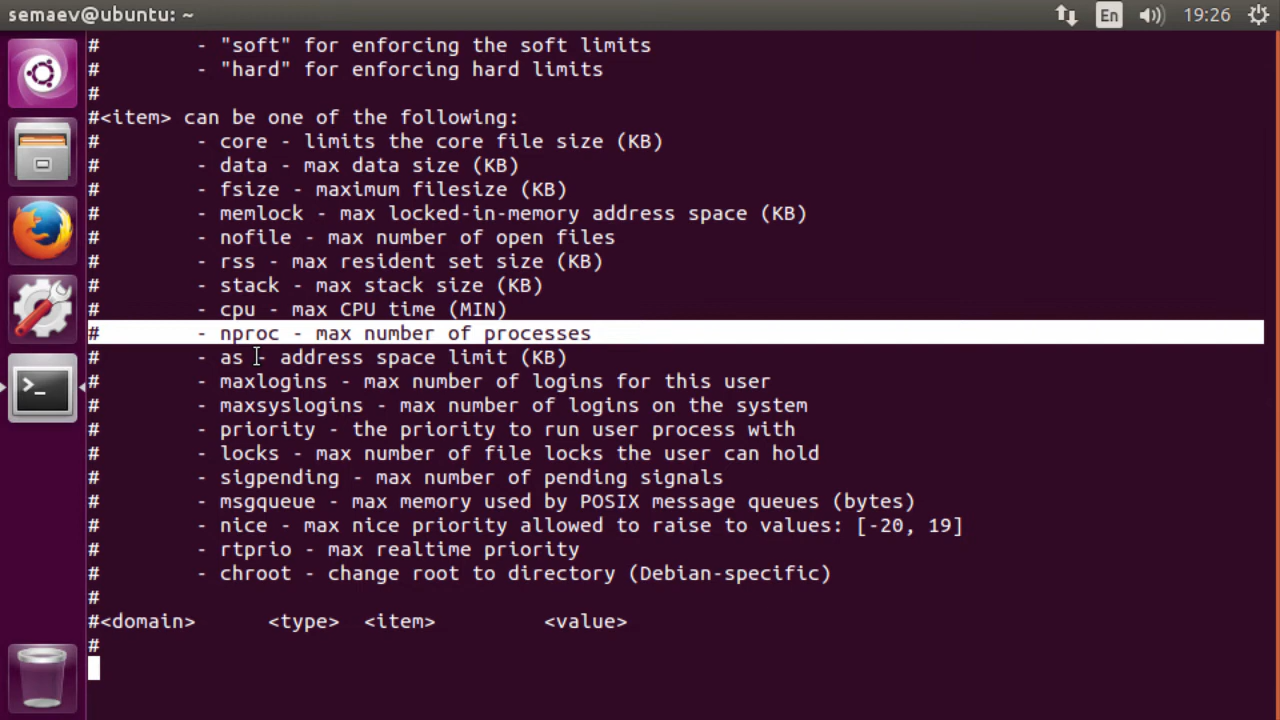 semaev@ubuntu: ~
En
19:26
# - "soft" for enforcing the soft limits
# - "hard" for enforcing hard limits
#
#<item> can be one of the following:
# - core - limits the core file size (KB)
# - data - max data size (KB)
# - fsize - maximum filesize (KB)
# - memlock - max locked-in-memory address space (KB)
# - nofile - max number of open files
# - rss - max resident set size (KB)
# - stack - max stack size (KB)
# - cpu - max CPU time (MIN)
# - nproc - max number of processes
# - as - address space limit (KB)
# - maxlogins - max number of logins for this user
# - maxsyslogins - max number of logins on the system
# - priority - the priority to run user process with
# - locks - max number of file locks the user can hold
# - sigpending - max number of pending signals
# - msgqueue - max memory used by POSIX message queues (bytes)
# - nice - max nice priority allowed to raise to values: [-20, 19]
# - rtprio - max realtime priority
# - chroot - change root to directory (Debian-specific)
#
#<domain> <type> <item> <value>
#